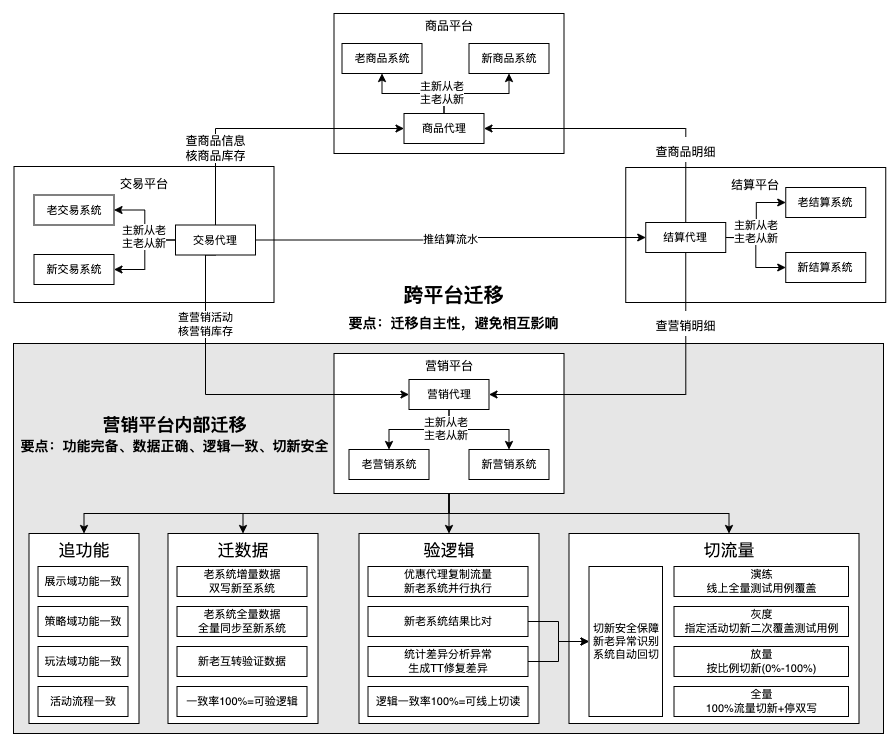 商品平台
老商品系统
新商品系统
主新从老
主老从新
商品代理
查商品信息
核商品库存
查商品明细
交易平台
老交易系统
主新从老
主老从新
交易代理
新交易系统
推结算流水
结算平台
老结算系统
结算代理
主新从老
主老从新
新结算系统
跨平台迁移
要点：迁移自主性，避免相互影响
查营销活动
核营销库存
查营销明细
营销平台
营销代理
主新从老
主老从新
老营销系统
新营销系统
营销平台内部迁移
要点：功能完备、数据正确、逻辑一致、切新安全
追功能
展示域功能一致
策略域功能一致
玩法域功能一致
活动流程一致
迁数据
老系统增量数据
双写新至系统
老系统全量数据
全量同步至新系统
新老互转验证数据
一致率100%=可验逻辑
验逻辑
优惠代理复制流量
新老系统并行执行
新老系统结果比对
统计差异分析异常
生成TT修复差异
逻辑一致率100%=可线上切读
切流量
切新安全保障
新老异常识别
系统自动回切
演练
线上全量测试用例覆盖
灰度
指定活动切新二次覆盖测试用例
放量
按比例切新(0%-100%)
全量
100%流量切新+停双写